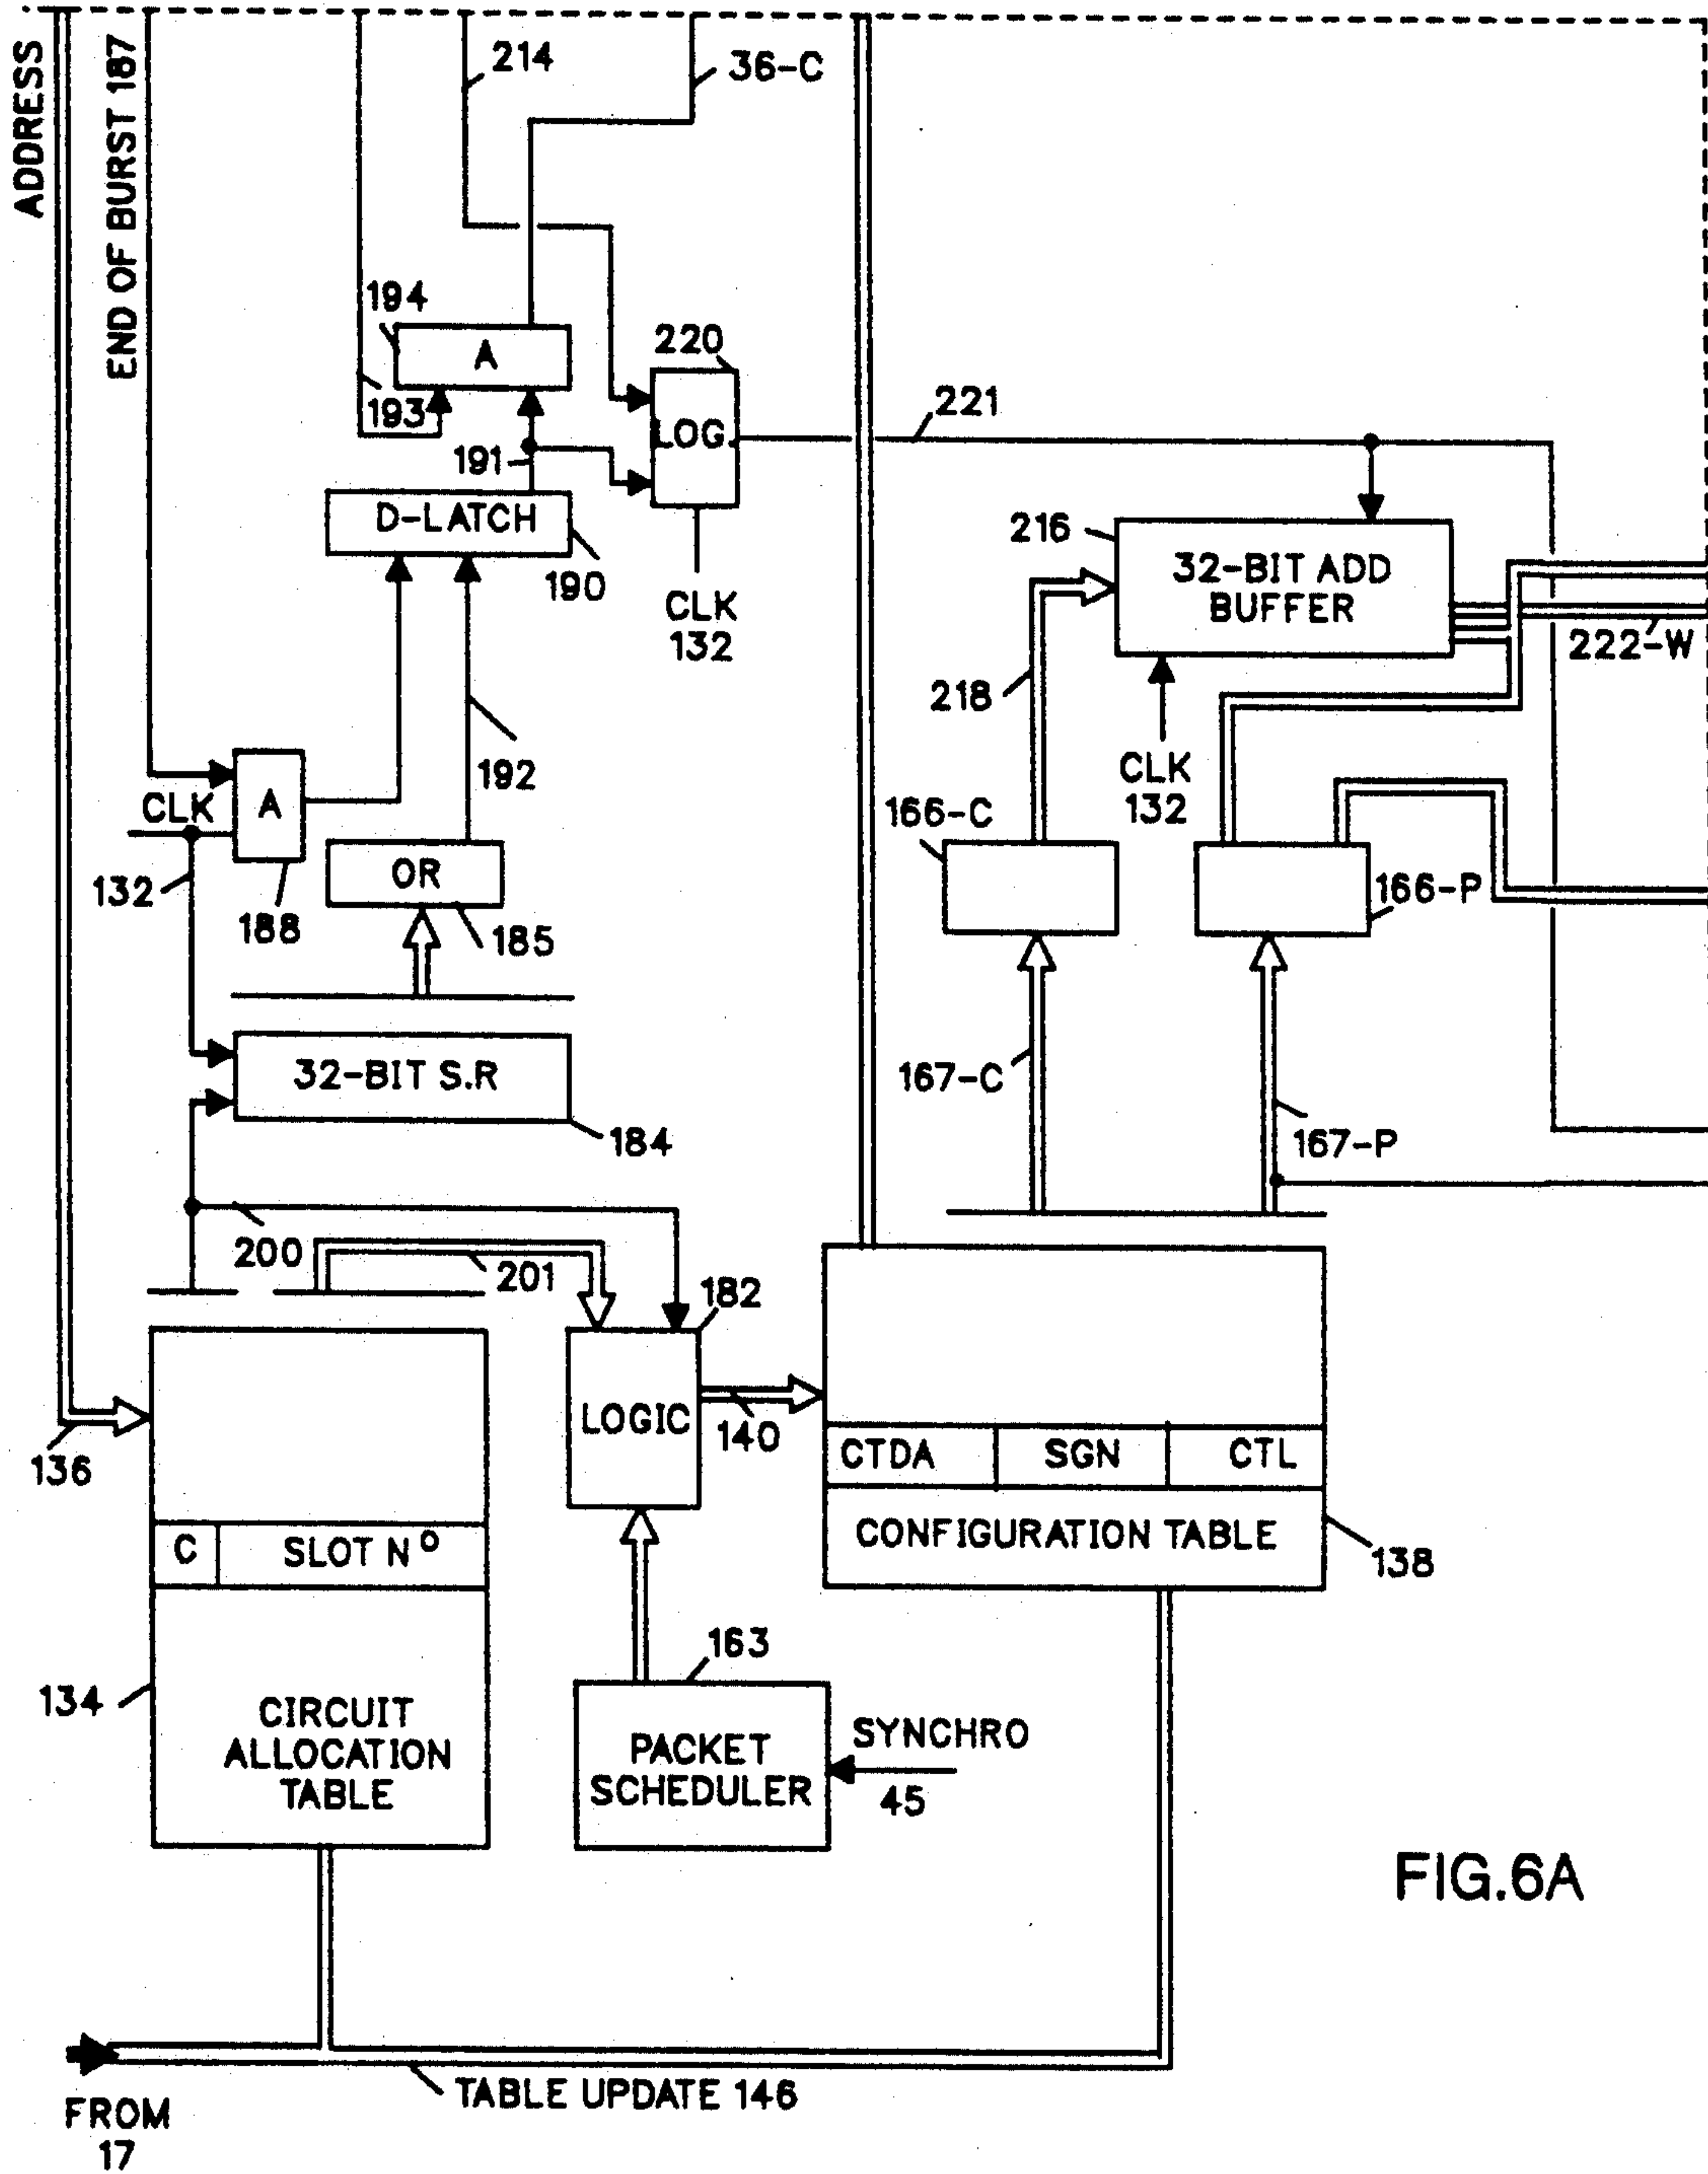 ADDRESS
END OF BURST 187
214
36-C
194
A
193
220
LOG.
221
191
D-LATCH
190
CLK
132
216
32-BIT ADD
BUFFER
222-W
218
192
CLK
132
CLK
A
132
188
OR
185
166-C
166-P
32-BIT S.R
184
167-C
167-P
200
201
182
LOGIC
140
136
CTDA
SGN
CTL
CONFIGURATION TABLE
138
C
SLOT Nº
163
134
CIRCUIT
ALLOCATION
TABLE
PACKET
SCHEDULER
SYNCHRO
45
FIG.6A
TABLE UPDATE 146
FROM
17